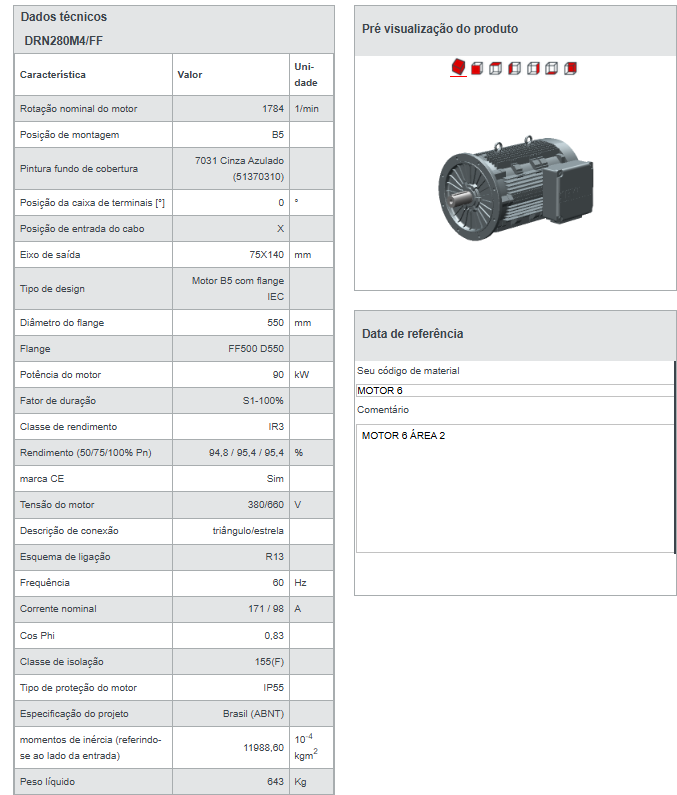 Dados técnicos
DRN280M4/FF
Característica Valor Uni-
dade
Rotação nominal do motor 1784 1/min
Posição de montagem B5
Pintura fundo de cobertura 7031 Cinza Azulado
(51370310)
Posição da caixa de terminais [°] 0 °
Posição de entrada do cabo X
Eixo de saída 75X140 mm
Tipo de design Motor B5 com flange
IEC
Diâmetro do flange 550 mm
Flange FF500 D550
Potência do motor 90 kW
Fator de duração S1-100%
Classe de rendimento IR3
Rendimento (50/75/100% Pn) 94,8 / 95,4 / 95,4 %
marca CE Sim
Tensão do motor 380/660 V
Descrição de conexão triângulo/estrela
Esquema de ligação R13
Frequência 60 Hz
Corrente nominal 171 / 98 A
Cos Phi 0,83
Classe de isolação 155(F)
Tipo de proteção do motor IP55
Especificação do projeto Brasil (ABNT)
momentos de inércia (referindo-
se ao lado da entrada) 11988,60 10-4
kgm2
Peso líquido 643 Kg
Pré visualização do produto
Data de referência
Seu código de material
MOTOR 6
Comentário
MOTOR 6 ÁREA 2